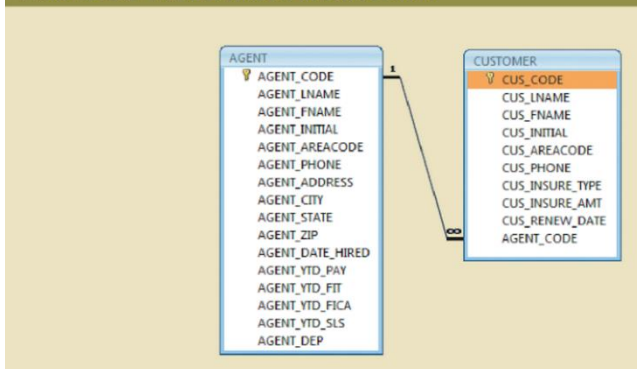 AGENT
AGENT_CODE
AGENT_LNAME
AGENT_FNAME
AGENT_INITIAL
AGENT_AREACODE
AGENT_PHONE
AGENT_ADDRESS
AGENT_CITY
AGENT_STATE
AGENT_ZIP
AGENT_DATE_HIRED
AGENT_YTD_PAY
AGENT_YTD_FIT
AGENT_YTD_FICA
AGENT_YTD_SLS
AGENT_DEP
1
∞
CUSTOMER
CUS_CODE
CUS_LNAME
CUS_FNAME
CUS_INITIAL
CUS_AREACODE
CUS_PHONE
CUS_INSURE_TYPE
CUS_INSURE_AMT
CUS_RENEW_DATE
AGENT_CODE